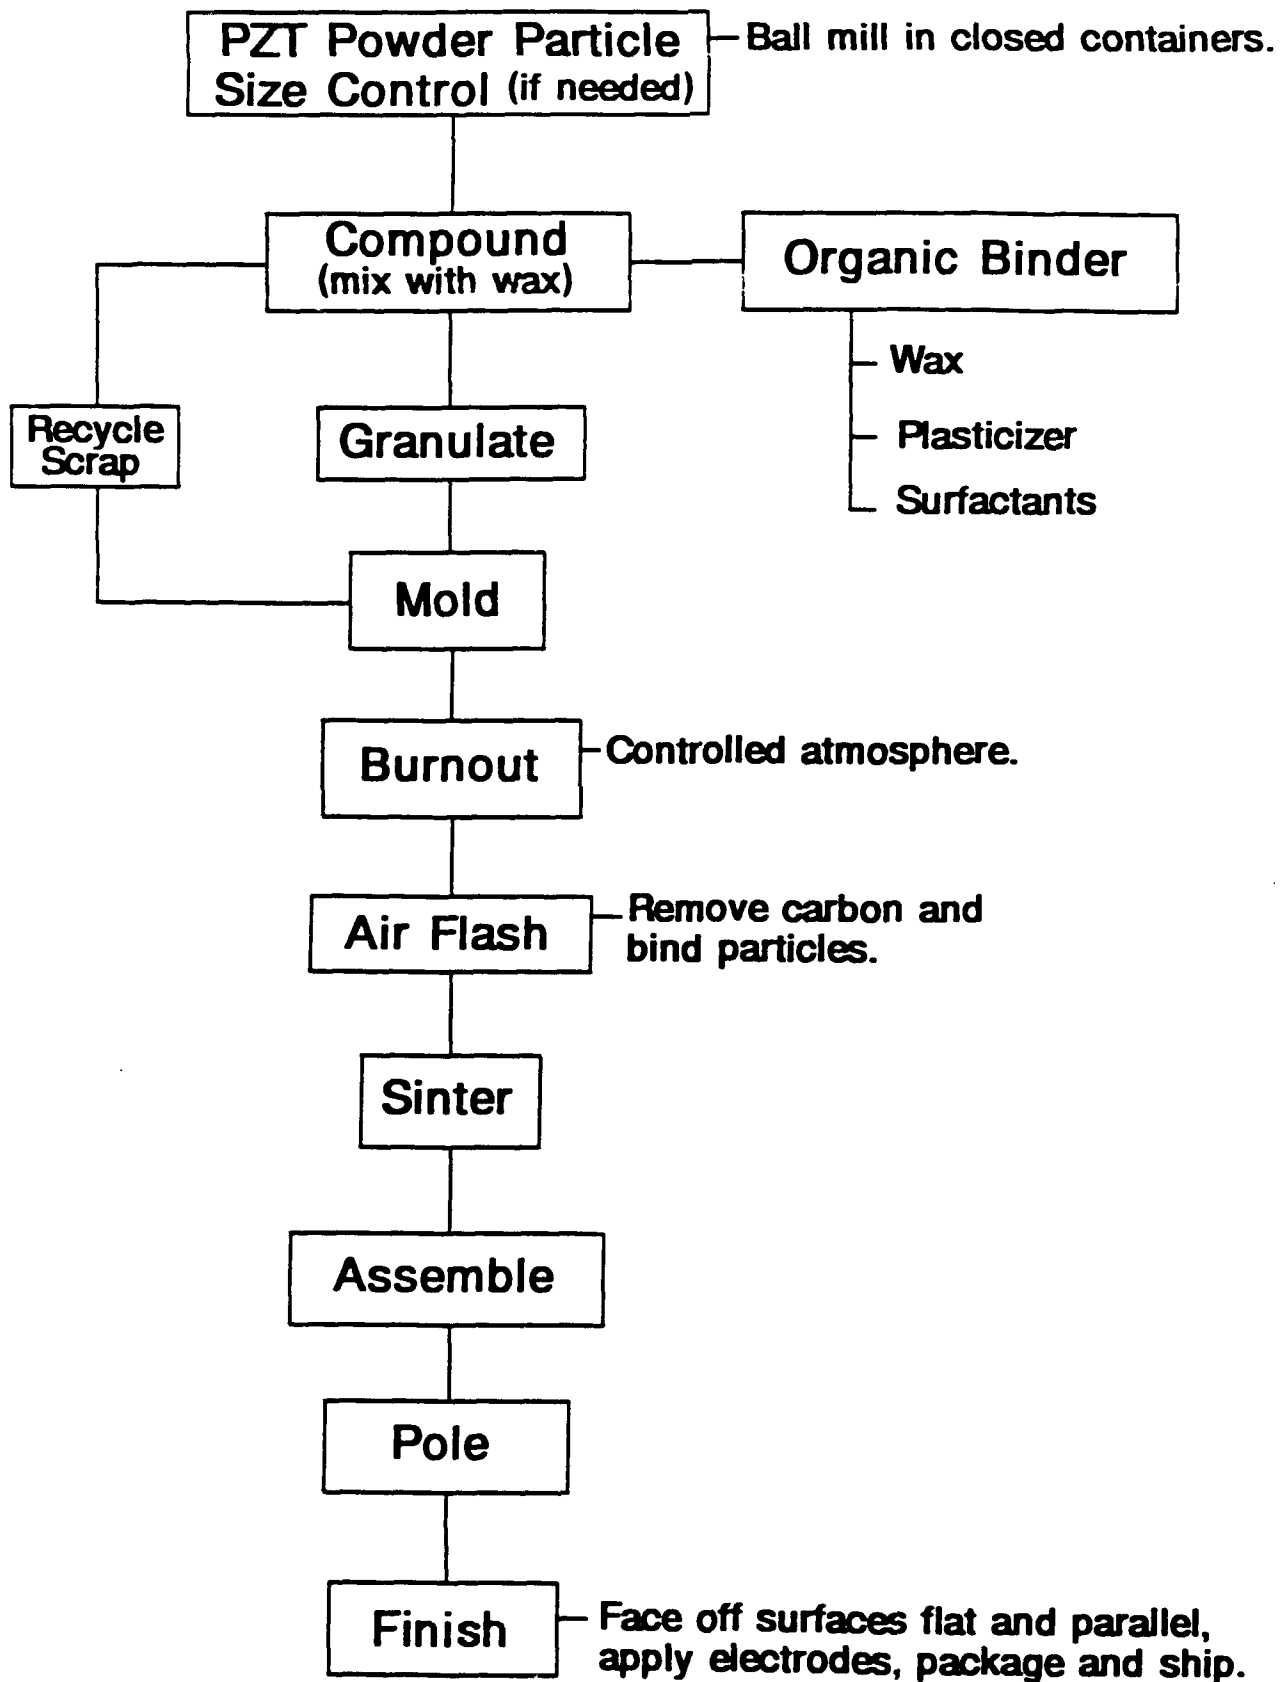 PZT Powder Particle
Size Control (if needed)
Ball mill in closed containers.
Compound
(mix with wax)
Organic Binder
Wax
Plasticizer
Surfactants
Recycle
Scrap
Granulate
Mold
Burnout
Controlled atmosphere.
Air Flash
Remove carbon and
bind particles.
Sinter
Assemble
Pole
Finish
Face off surfaces flat and parallel,
apply electrodes, package and ship.